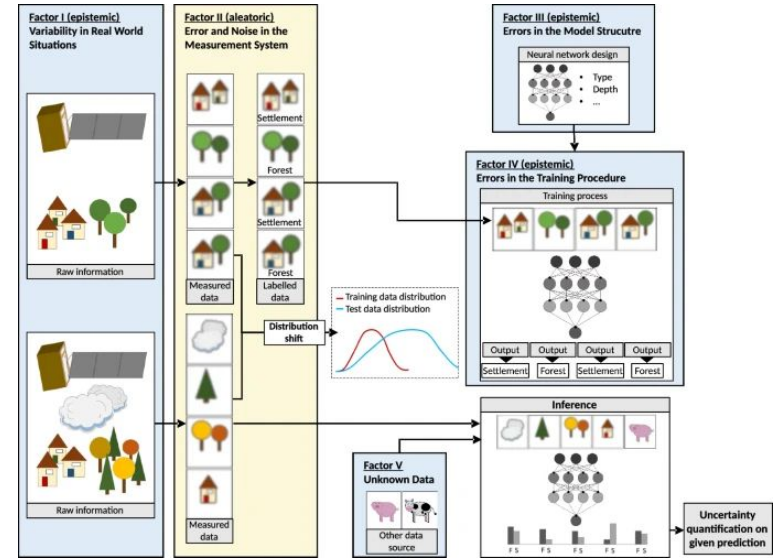 Factor I (epistemic)
Variability in Real World
Situations
Raw information
Raw information
Factor II (aleatoric)
Error and Noise in the
Measurement System
Settlement
Forest
Settlement
Forest
Measured
data
Labelled
data
Measured
data
Distribution
shift
Training data distribution
Test data distribution
Factor III (epistemic)
Errors in the Model Strucutre
Neural network design
• Type
• Depth
• ...
Factor IV (epistemic)
Errors in the Training Procedure
Training process
Output Output Output Output
Settlement Forest Settlement Forest
Factor V
Unknown Data
Other data
source
Inference
F S F S F S F S F S
Uncertainty
quantification on
given prediction